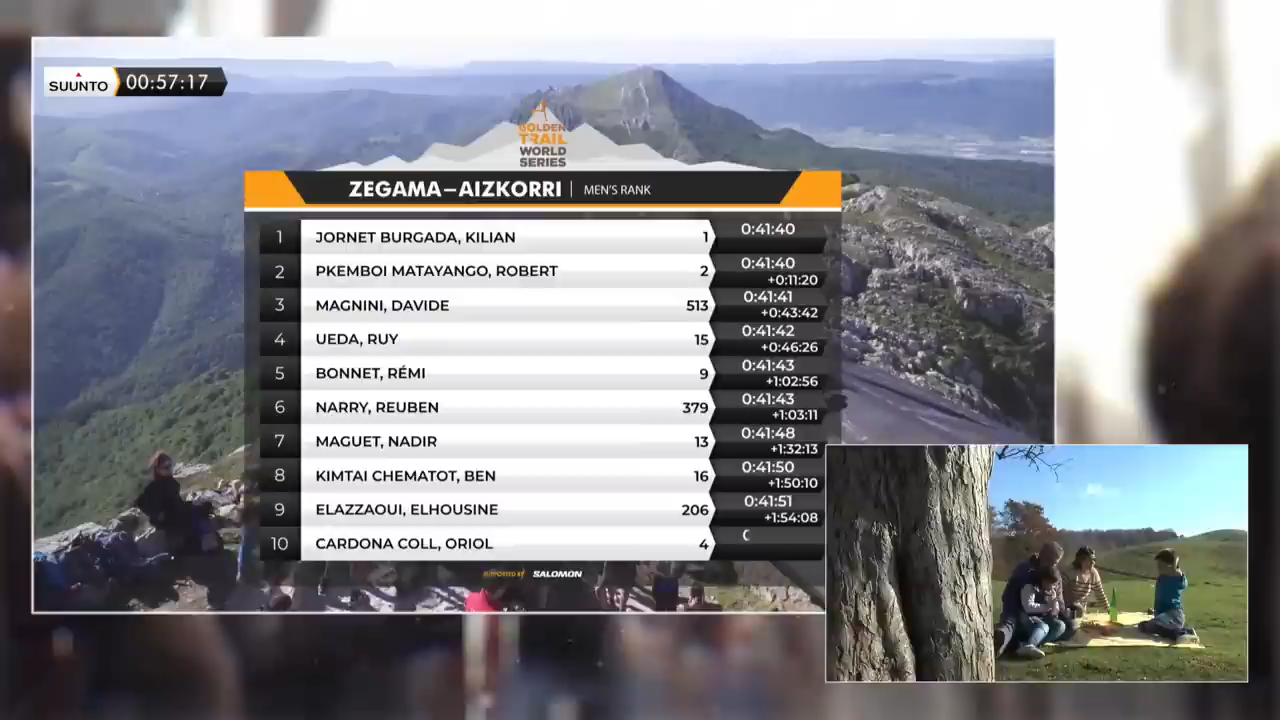 SUUNTO 00:57:17
GOLDEN
TRAIL
WORLD
SERIES
ZEGAMA–AIZKORRI | MEN'S RANK
1 JORNET BURGADA, KILIAN 1 0:41:40
2 PKEMBOI MATAYANGO, ROBERT 2 0:41:40
+0:11:20
3 MAGNINI, DAVIDE 513 0:41:41
+0:43:42
4 UEDA, RUY 15 0:41:42
+0:46:26
5 BONNET, RÉMI 9 0:41:43
+1:02:56
6 NARRY, REUBEN 379 0:41:43
+1:03:11
7 MAGUET, NADIR 13 0:41:48
+1:32:13
8 KIMTAI CHEMATOT, BEN 16 0:41:50
+1:50:10
9 ELAZZAOUI, ELHOUSINE 206 0:41:51
+1:54:08
10 CARDONA COLL, ORIOL 4
SUPPORTED BY SALOMON